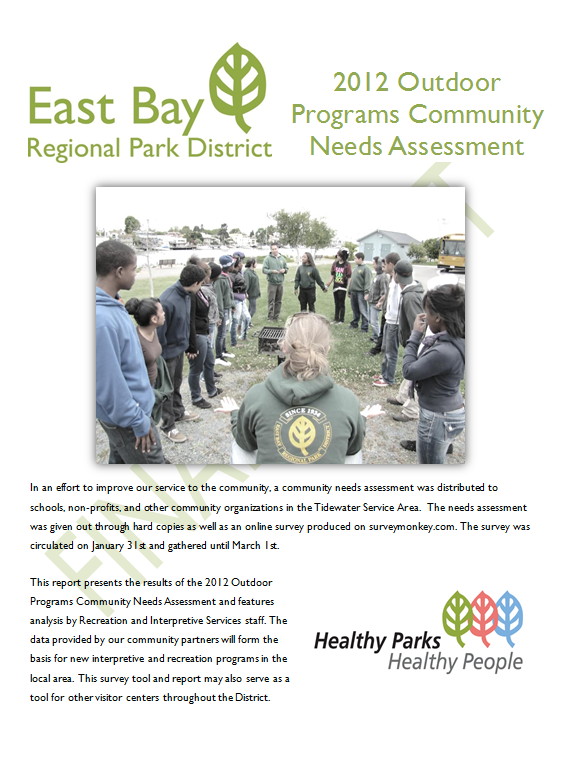 East Bay
Regional Park District
2012 Outdoor
Programs Community
Needs Assessment
SINCE 1934
REGIONAL PARK
DISTRICT
In an effort to improve our service to the community, a community needs assessment was distributed to
schools, non-profits, and other community organizations in the Tidewater Service Area. The needs assessment
was given out through hard copies as well as an online survey produced on surveymonkey.com. The survey was
circulated on January 31st and gathered until March 1st.
This report presents the results of the 2012 Outdoor
Programs Community Needs Assessment and features
analysis by Recreation and Interpretive Services staff. The
data provided by our community partners will form the
basis for new interpretive and recreation programs in the
local area. This survey tool and report may also serve as a
tool for other visitor centers throughout the District.
Healthy Parks
Healthy People